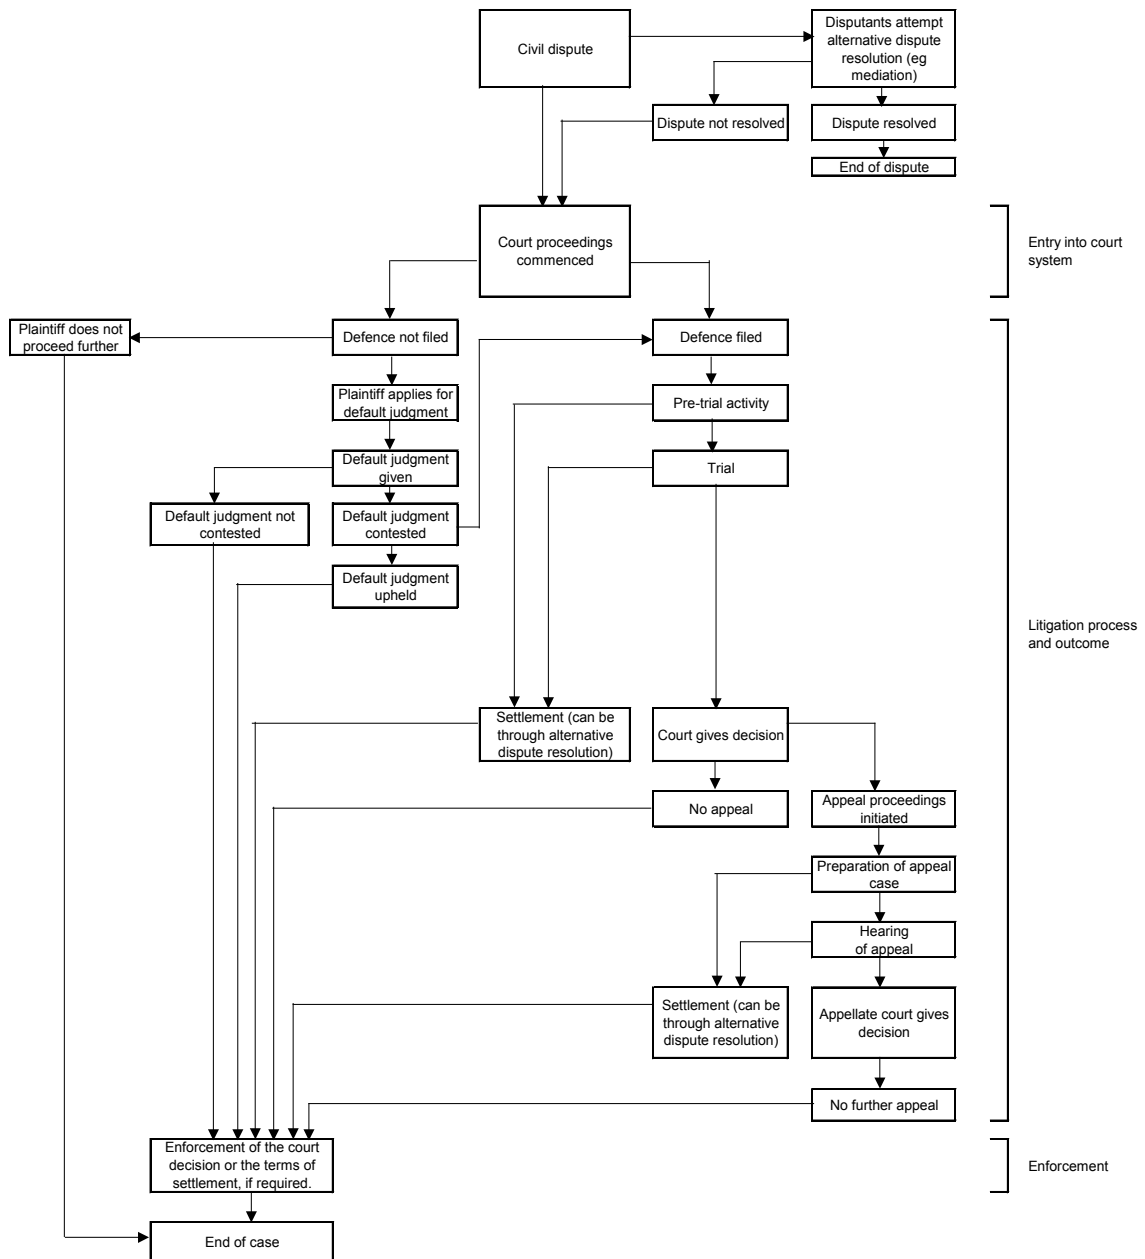 Civil dispute
Disputants attempt
alternative dispute
resolution (eg
mediation)
Dispute not resolved
Dispute resolved
End of dispute
Court proceedings
commenced
Entry into court
system
Plaintiff does not
proceed further
Defence not filed
Defence filed
Plaintiff applies for
default judgment
Pre-trial activity
Default judgment
given
Trial
Default judgment not
contested
Default judgment
contested
Default judgment
upheld
Litigation process
and outcome
Settlement (can be
through alternative
dispute resolution)
Court gives decision
No appeal
Appeal proceedings
initiated
Preparation of appeal
case
Hearing
of appeal
Settlement (can be
through alternative
dispute resolution)
Appellate court gives
decision
No further appeal
Enforcement of the court
decision or the terms of
settlement, if required.
Enforcement
End of case